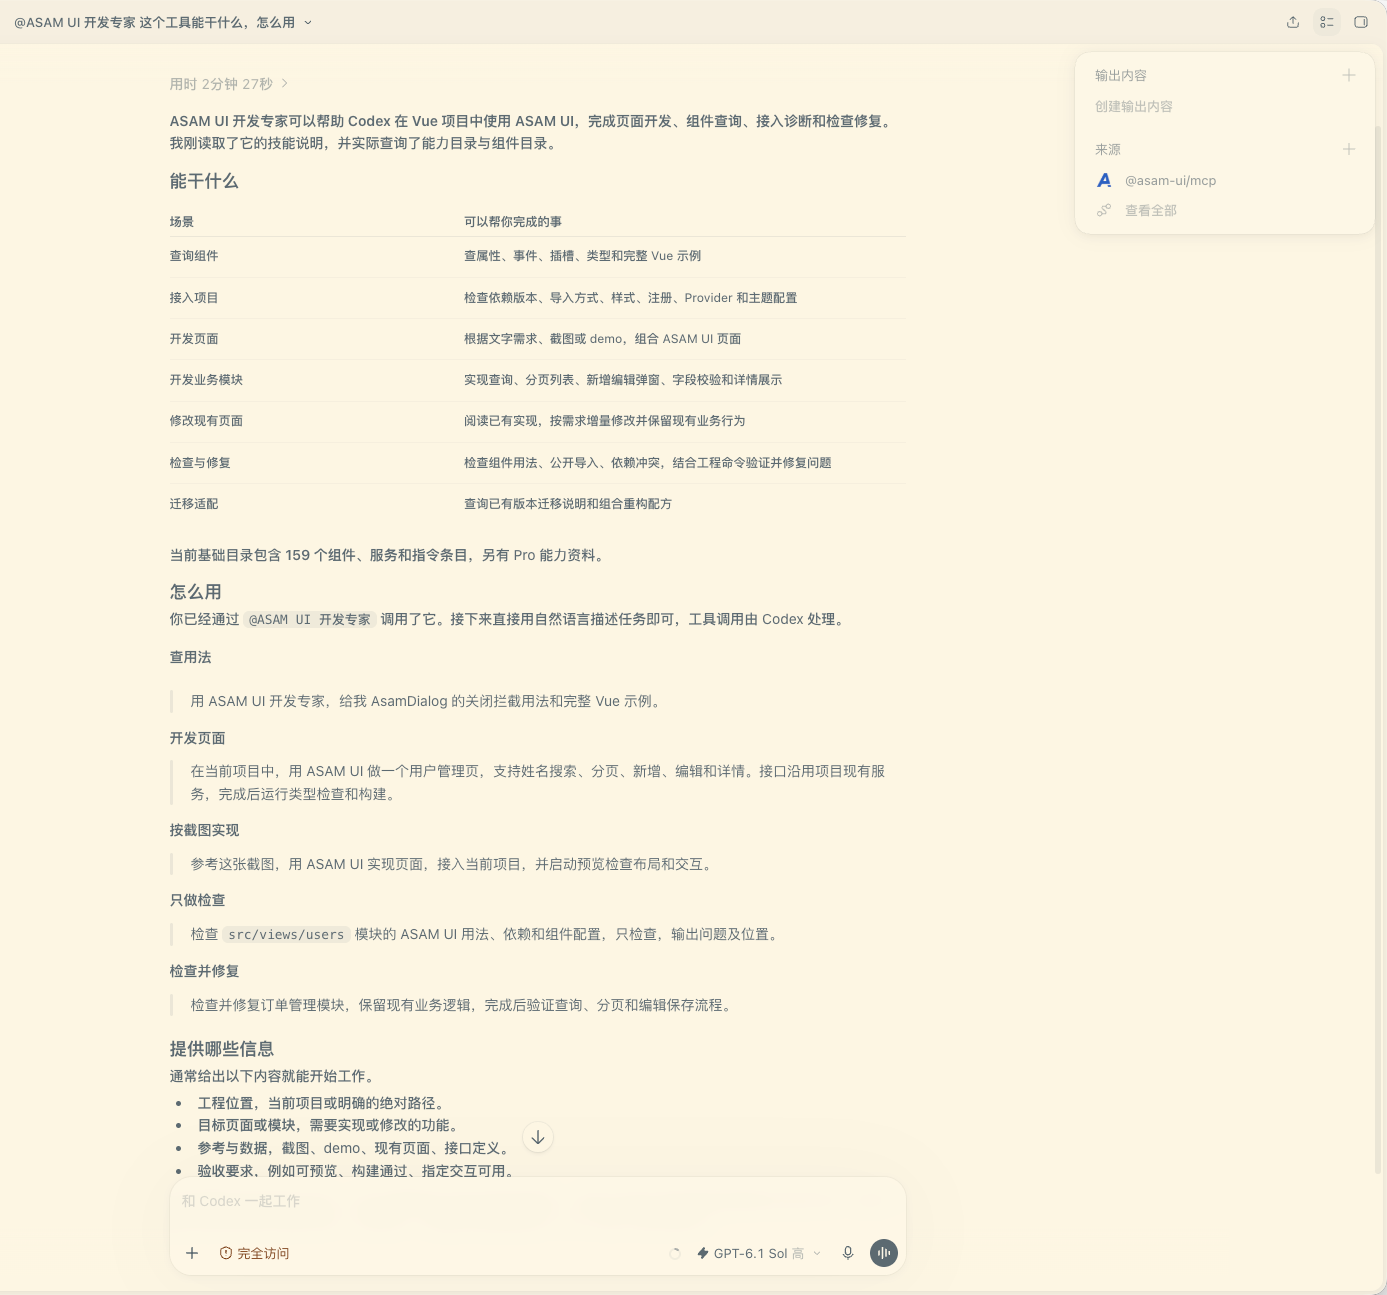 @ASAM UI 开发专家 这个工具能干什么，怎么用
用时 2分钟 27秒
ASAM UI 开发专家可以帮助 Codex 在 Vue 项目中使用 ASAM UI，完成页面开发、组件查询、接入诊断和检查修复。
我刚读取了它的技能说明，并实际查询了能力目录与组件目录。
能干什么
场景 可以帮你完成的事
查询组件 查属性、事件、插槽、类型和完整 Vue 示例
接入项目 检查依赖版本、导入方式、样式、注册、Provider 和主题配置
开发页面 根据文字需求、截图或 demo，组合 ASAM UI 页面
开发业务模块 实现查询、分页列表、新增编辑弹窗、字段校验和详情展示
修改现有页面 阅读已有实现，按需求增量修改并保留现有业务行为
检查与修复 检查组件用法、公开导入、依赖冲突，结合工程命令验证并修复问题
迁移适配 查询已有版本迁移说明和组合重构配方
当前基础目录包含 159 个组件、服务和指令条目，另有 Pro 能力资料。
怎么用
你已经通过 @ASAM UI 开发专家 调用了它。接下来直接用自然语言描述任务即可，工具调用由 Codex 处理。
查用法
用 ASAM UI 开发专家，给我 AsamDialog 的关闭拦截用法和完整 Vue 示例。
开发页面
在当前项目中，用 ASAM UI 做一个用户管理页，支持姓名搜索、分页、新增、编辑和详情。接口沿用项目现有服
务，完成后运行类型检查和构建。
按截图实现
参考这张截图，用 ASAM UI 实现页面，接入当前项目，并启动预览检查布局和交互。
只做检查
检查 src/views/users 模块的 ASAM UI 用法、依赖和组件配置，只检查，输出问题及位置。
检查并修复
检查并修复订单管理模块，保留现有业务逻辑，完成后验证查询、分页和编辑保存流程。
提供哪些信息
通常给出以下内容就能开始工作。
• 工程位置，当前项目或明确的绝对路径。
• 目标页面或模块，需要实现或修改的功能。
• 参考与数据，截图、demo、现有页面、接口定义。
• 验收要求，例如可预览、构建通过、指定交互可用。
和 Codex 一起工作
完全访问
GPT-6.1 Sol 高
输出内容
创建输出内容
来源
@asam-ui/mcp
查看全部